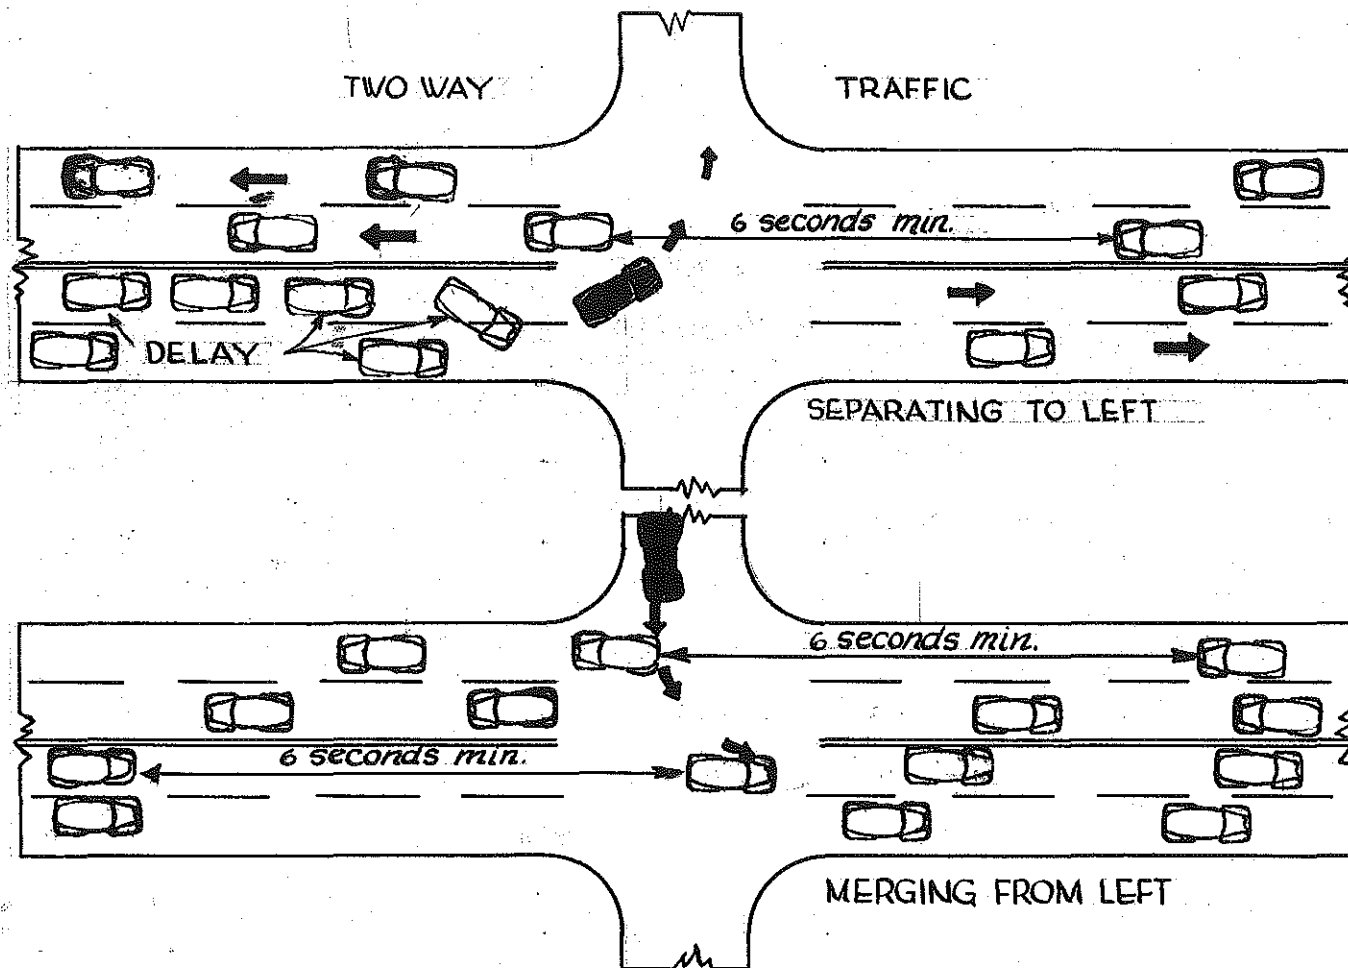 TWO WAY TRAFFIC
6 seconds min.
DELAY
SEPARATING TO LEFT
6 seconds min.
6 seconds min.
MERGING FROM LEFT